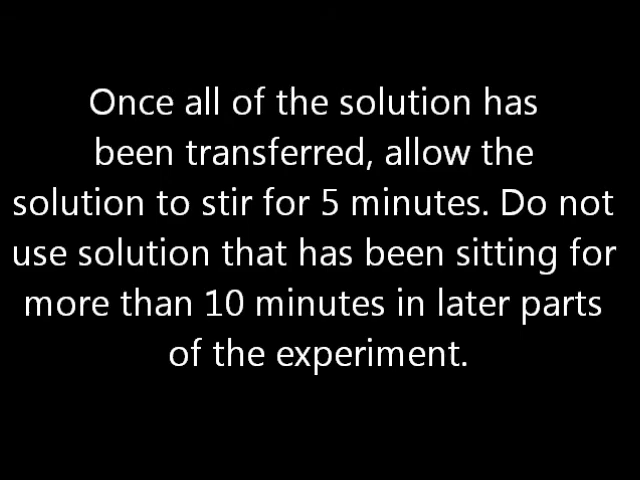 Once all of the solution has
been transferred, allow the
solution to stir for 5 minutes. Do not
use solution that has been sitting for
more than 10 minutes in later parts
of the experiment.